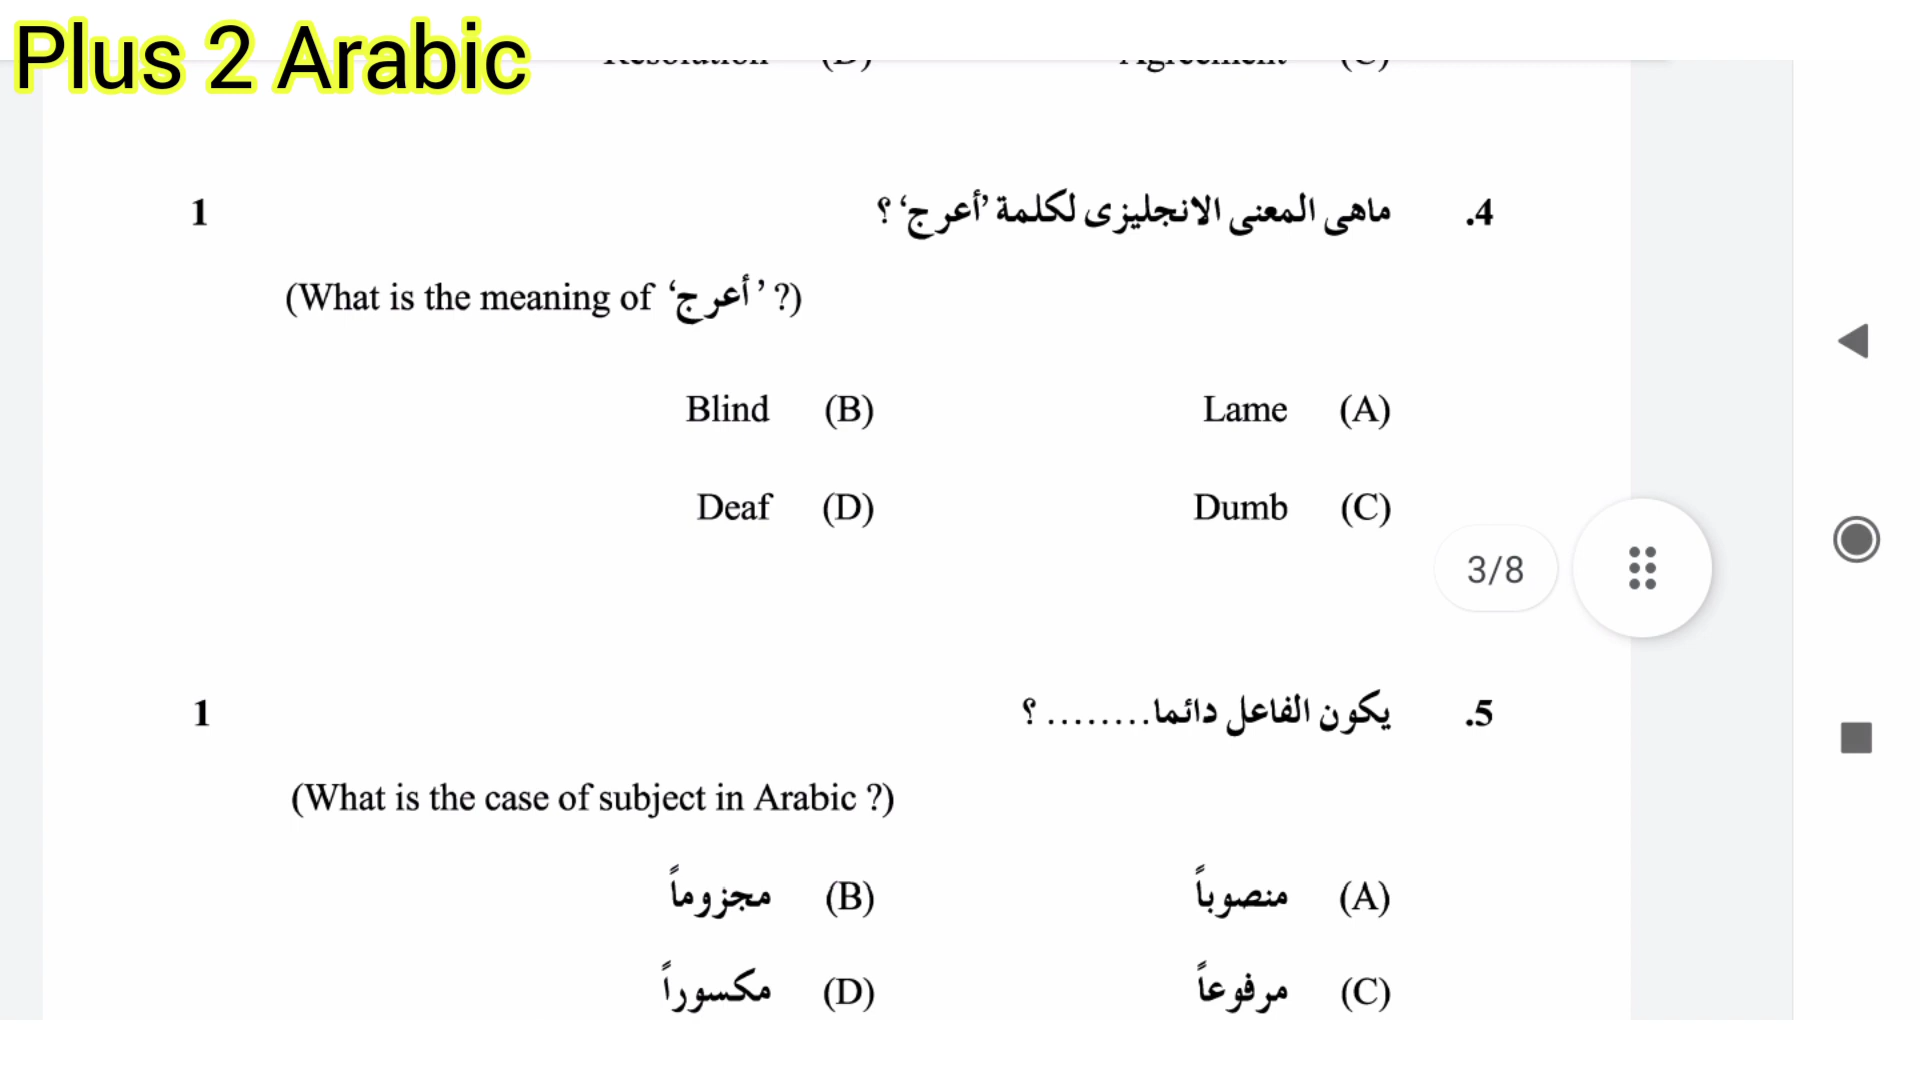 Plus 2 Arabic
4. ماهى المعنى الانجليزى لكلمة ’أعرج‘ ؟ 1
(What is the meaning of ‘أعرج’ ?)
(A) Lame (B) Blind
(C) Dumb (D) Deaf
3/8
5. يكون الفاعل دائما........ ؟ 1
(What is the case of subject in Arabic ?)
(A) منصوباً (B) مجزوماً
(C) مرفوعاً (D) مكسوراً